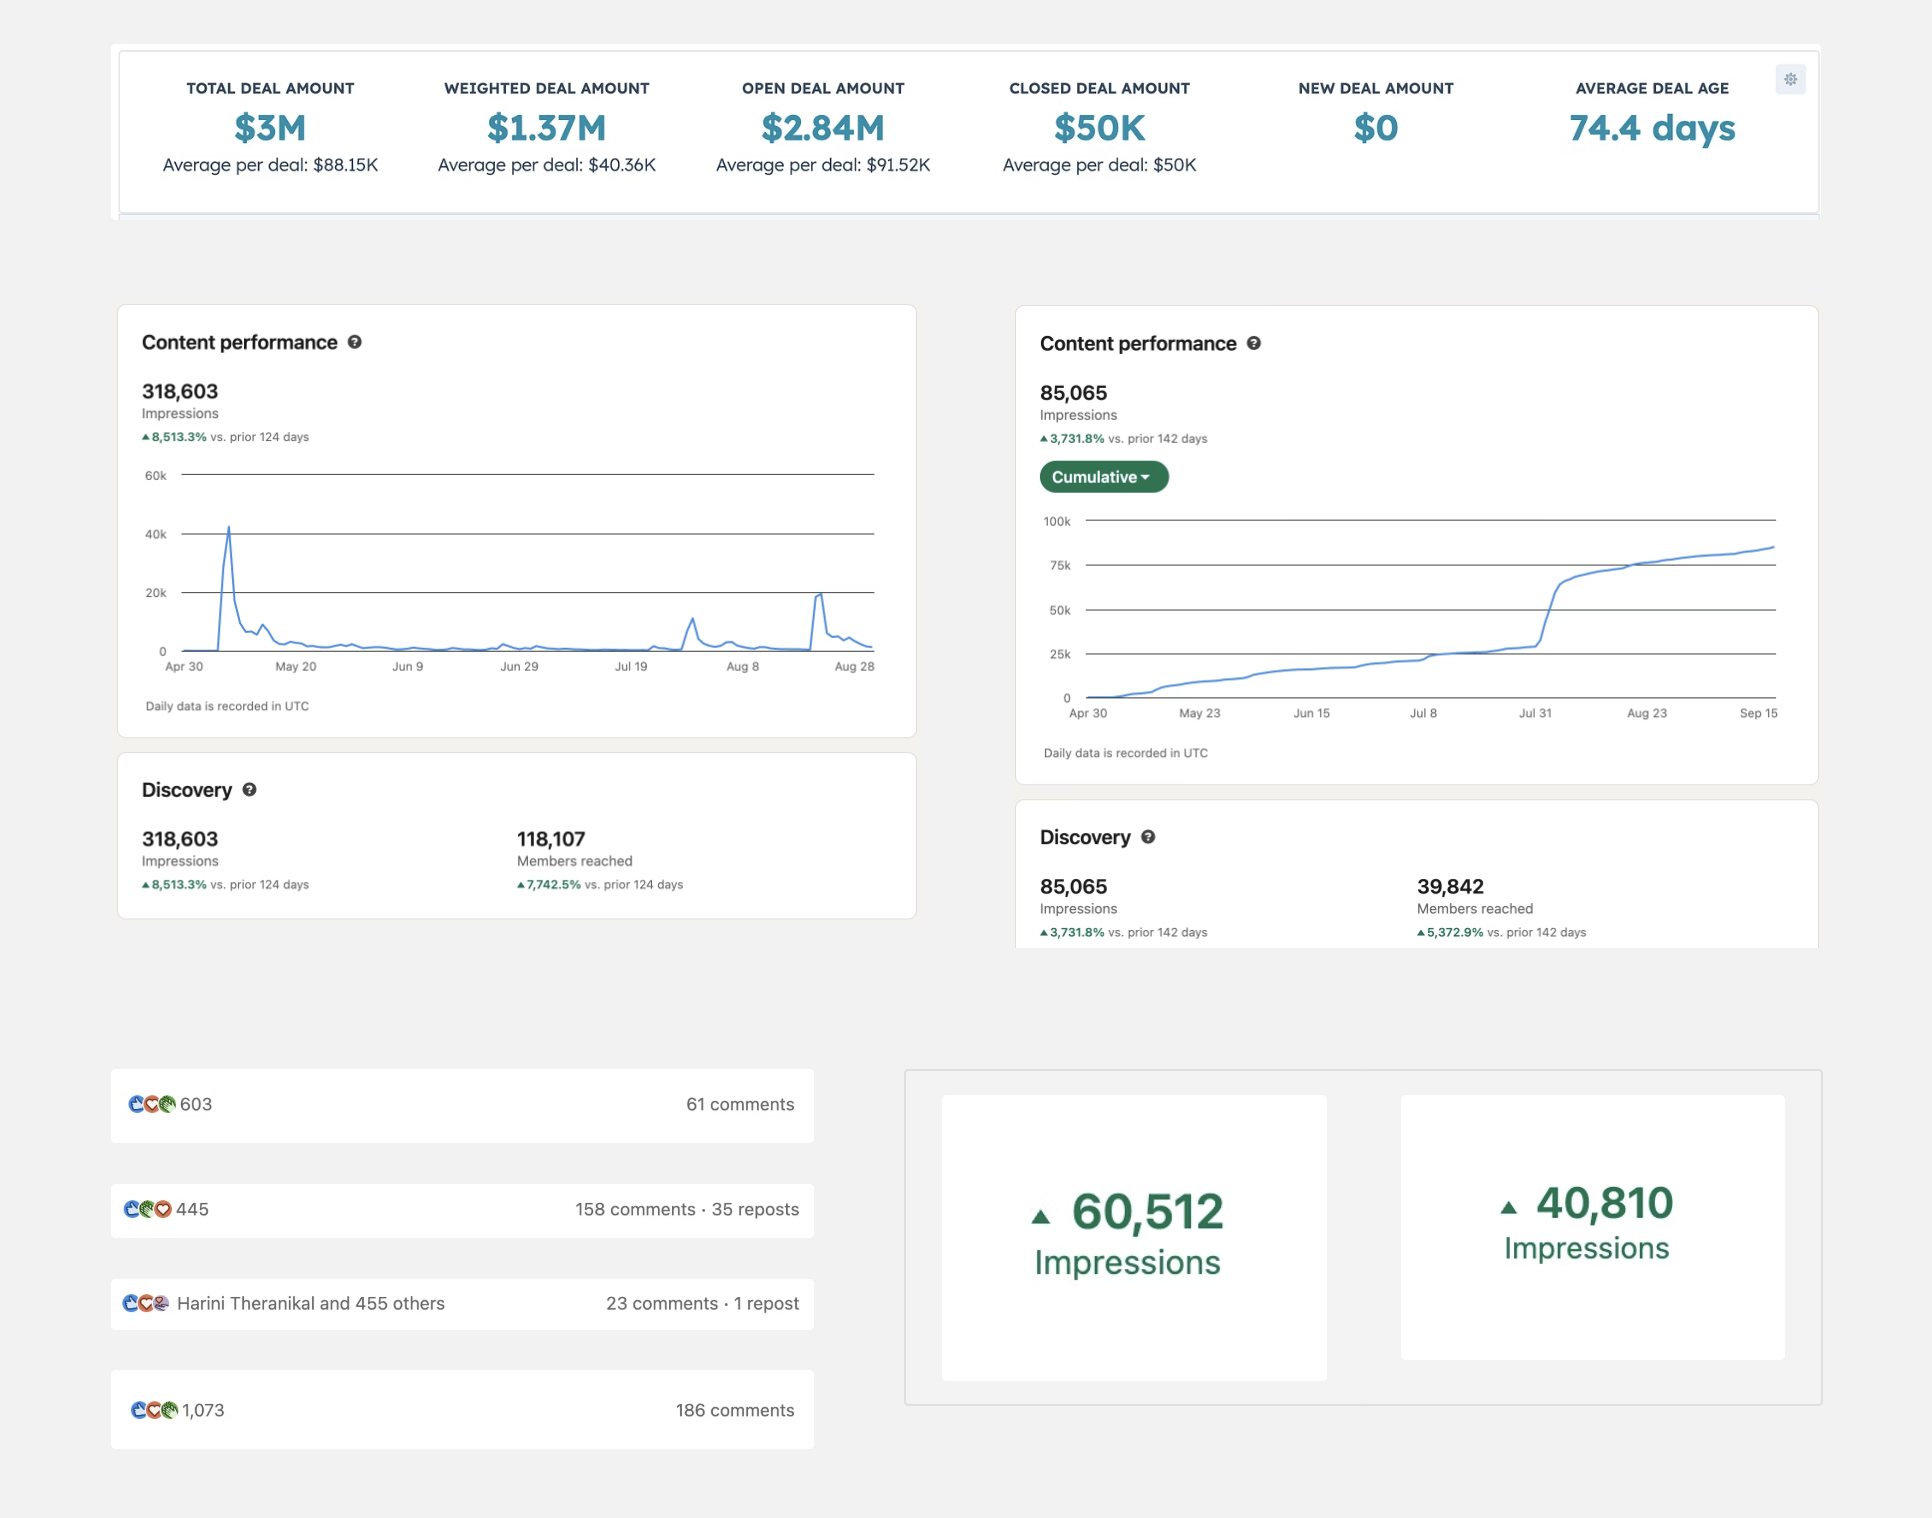 TOTAL DEAL AMOUNT
$3M
Average per deal: $88.15K
WEIGHTED DEAL AMOUNT
$1.37M
Average per deal: $40.36K
OPEN DEAL AMOUNT
$2.84M
Average per deal: $91.52K
CLOSED DEAL AMOUNT
$50K
Average per deal: $50K
NEW DEAL AMOUNT
$0
AVERAGE DEAL AGE
74.4 days
Content performance ?
318,603
Impressions
▲8,513.3% vs. prior 124 days
60k
40k
20k
0
Apr 30 May 20 Jun 9 Jun 29 Jul 19 Aug 8 Aug 28
Daily data is recorded in UTC
Discovery ?
318,603
Impressions
▲8,513.3% vs. prior 124 days
118,107
Members reached
▲7,742.5% vs. prior 124 days
Content performance ?
85,065
Impressions
▲3,731.8% vs. prior 142 days
Cumulative
100k
75k
50k
25k
0
Apr 30 May 23 Jun 15 Jul 8 Jul 31 Aug 23 Sep 15
Daily data is recorded in UTC
Discovery ?
85,065
Impressions
▲3,731.8% vs. prior 142 days
39,842
Members reached
▲5,372.9% vs. prior 142 days
603 61 comments
445 158 comments · 35 reposts
Harini Theranikal and 455 others 23 comments · 1 repost
1,073 186 comments
▲ 60,512
Impressions
▲ 40,810
Impressions